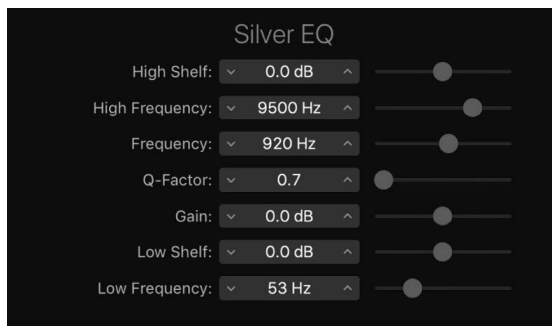 Silver EQ
High Shelf: 0.0 dB
High Frequency: 9500 Hz
Frequency: 920 Hz
Q-Factor: 0.7
Gain: 0.0 dB
Low Shelf: 0.0 dB
Low Frequency: 53 Hz